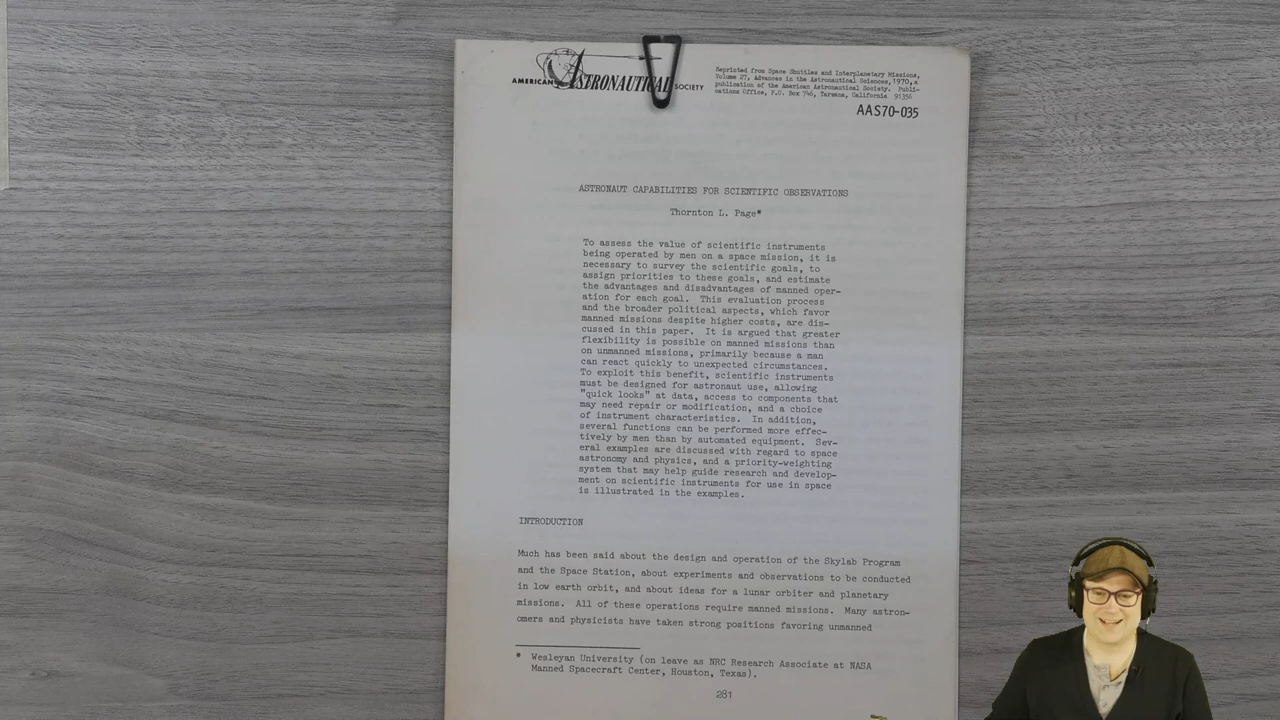 AMERICAN ASTRONAUTICAL SOCIETY
Reprinted from Space Shuttles and Interplanetary Missions,
Volume 27, Advances in the Astronautical Sciences, 1970, a
publication of the American Astronautical Society. Publi-
cations Office, P.O. Box 746, Tarzana, California 91356
AAS70-035
ASTRONAUT CAPABILITIES FOR SCIENTIFIC OBSERVATIONS
Thornton L. Page*
To assess the value of scientific instruments
being operated by men on a space mission, it is
necessary to survey the scientific goals, to
assign priorities to these goals, and estimate
the advantages and disadvantages of manned oper-
ation for each goal. This evaluation process
and the broader political aspects, which favor
manned missions despite higher costs, are dis-
cussed in this paper. It is argued that greater
flexibility is possible on manned missions than
on unmanned missions, primarily because a man
can react quickly to unexpected circumstances.
To exploit this benefit, scientific instruments
must be designed for astronaut use, allowing
"quick looks" at data, access to components that
may need repair or modification, and a choice
of instrument characteristics. In addition,
several functions can be performed more effec-
tively by men than by automated equipment. Sev-
eral examples are discussed with regard to space
astronomy and physics, and a priority-weighting
system that may help guide research and develop-
ment on scientific instruments for use in space
is illustrated in the examples.
INTRODUCTION
Much has been said about the design and operation of the Skylab Program
and the Space Station, about experiments and observations to be conducted
in low earth orbit, and about ideas for a lunar orbiter and planetary
missions. All of these operations require manned missions. Many astron-
omers and physicists have taken strong positions favoring unmanned
* Wesleyan University (on leave as NRC Research Associate at NASA
Manned Spacecraft Center, Houston, Texas).
281